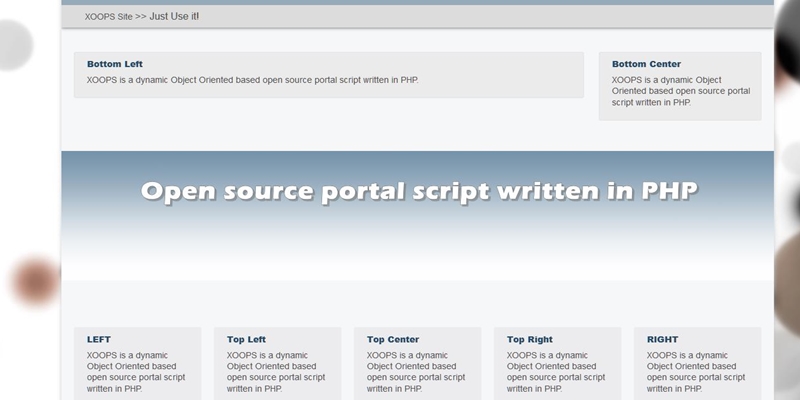 XOOPS Site >> Just Use it!
Bottom Left
XOOPS is a dynamic Object Oriented based open source portal script written in PHP.
Bottom Center
XOOPS is a dynamic Object
Oriented based open source portal
script written in PHP.
Open source portal script written in PHP
LEFT
XOOPS is a dynamic
Object Oriented based
open source portal script
written in PHP.
Top Left
XOOPS is a dynamic
Object Oriented based
open source portal script
written in PHP.
Top Center
XOOPS is a dynamic
Object Oriented based
open source portal script
written in PHP.
Top Right
XOOPS is a dynamic
Object Oriented based
open source portal script
written in PHP.
RIGHT
XOOPS is a dynamic
Object Oriented based
open source portal script
written in PHP.